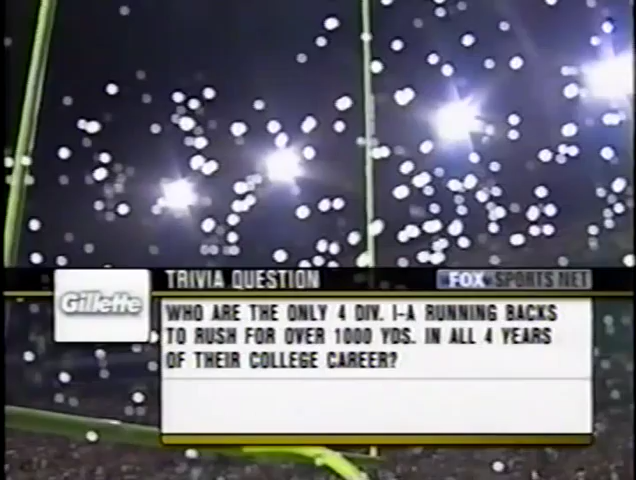 TRIVIA QUESTION
FOX SPORTS NET
Gillette
WHO ARE THE ONLY 4 DIV. I-A RUNNING BACKS
TO RUSH FOR OVER 1000 YDS. IN ALL 4 YEARS
OF THEIR COLLEGE CAREER?